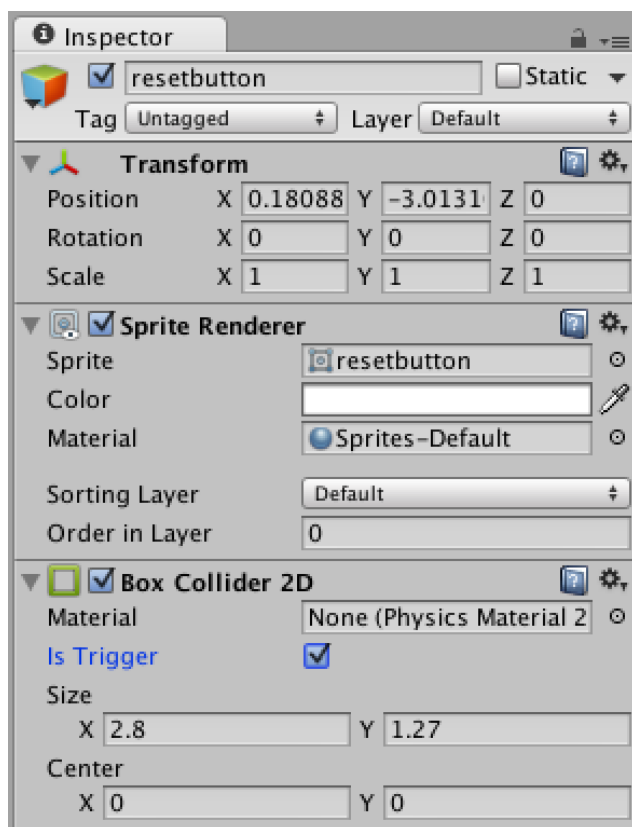 Inspector
resetbutton Static
Tag Untagged Layer Default
Transform
Position X 0.18088 Y -3.0131 Z 0
Rotation X 0 Y 0 Z 0
Scale X 1 Y 1 Z 1
Sprite Renderer
Sprite resetbutton
Color
Material Sprites-Default
Sorting Layer Default
Order in Layer 0
Box Collider 2D
Material None (Physics Material 2
Is Trigger
Size
X 2.8 Y 1.27
Center
X 0 Y 0